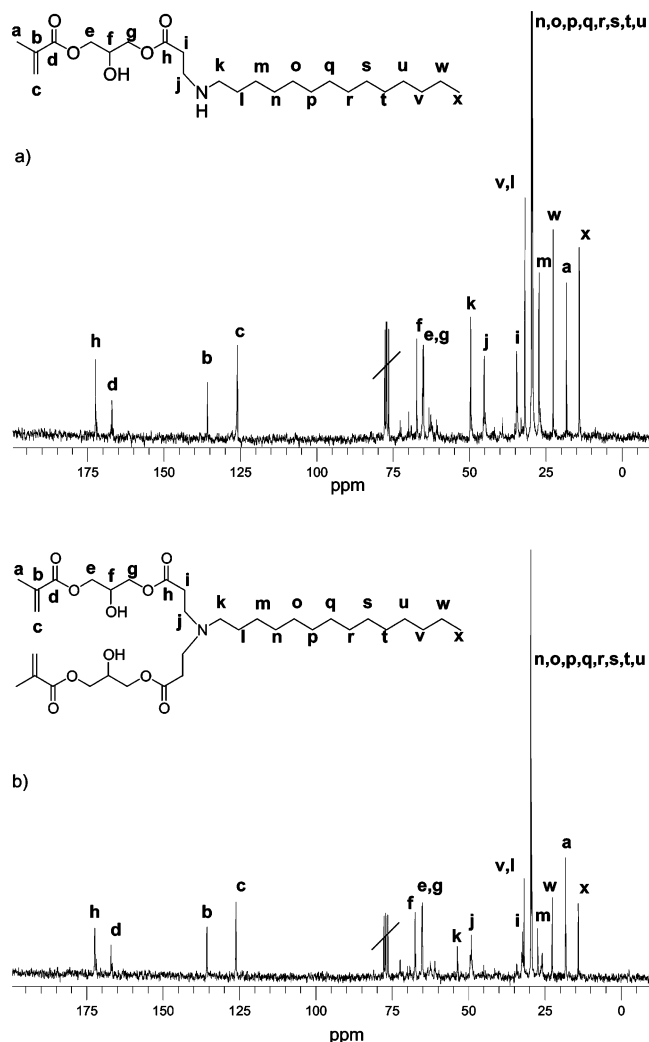 a b O e f g O i k m o q s u w
d O O h
c OH j N l n p r t v x
H
a)
n,o,p,q,r,s,t,u
v,l
w
x
m
a
k
f
e,g
j
i
c
h
b
d
175 150 125 100 75 50 25 0
ppm
a b O e f g O i k m o q s u w
d O O h
c OH j N l n p r t v x
OH
O O
O O
n,o,p,q,r,s,t,u
b)
a
v,l
w
x
c
e,g
h
b
f
j
i
m
d
k
175 150 125 100 75 50 25 0
ppm